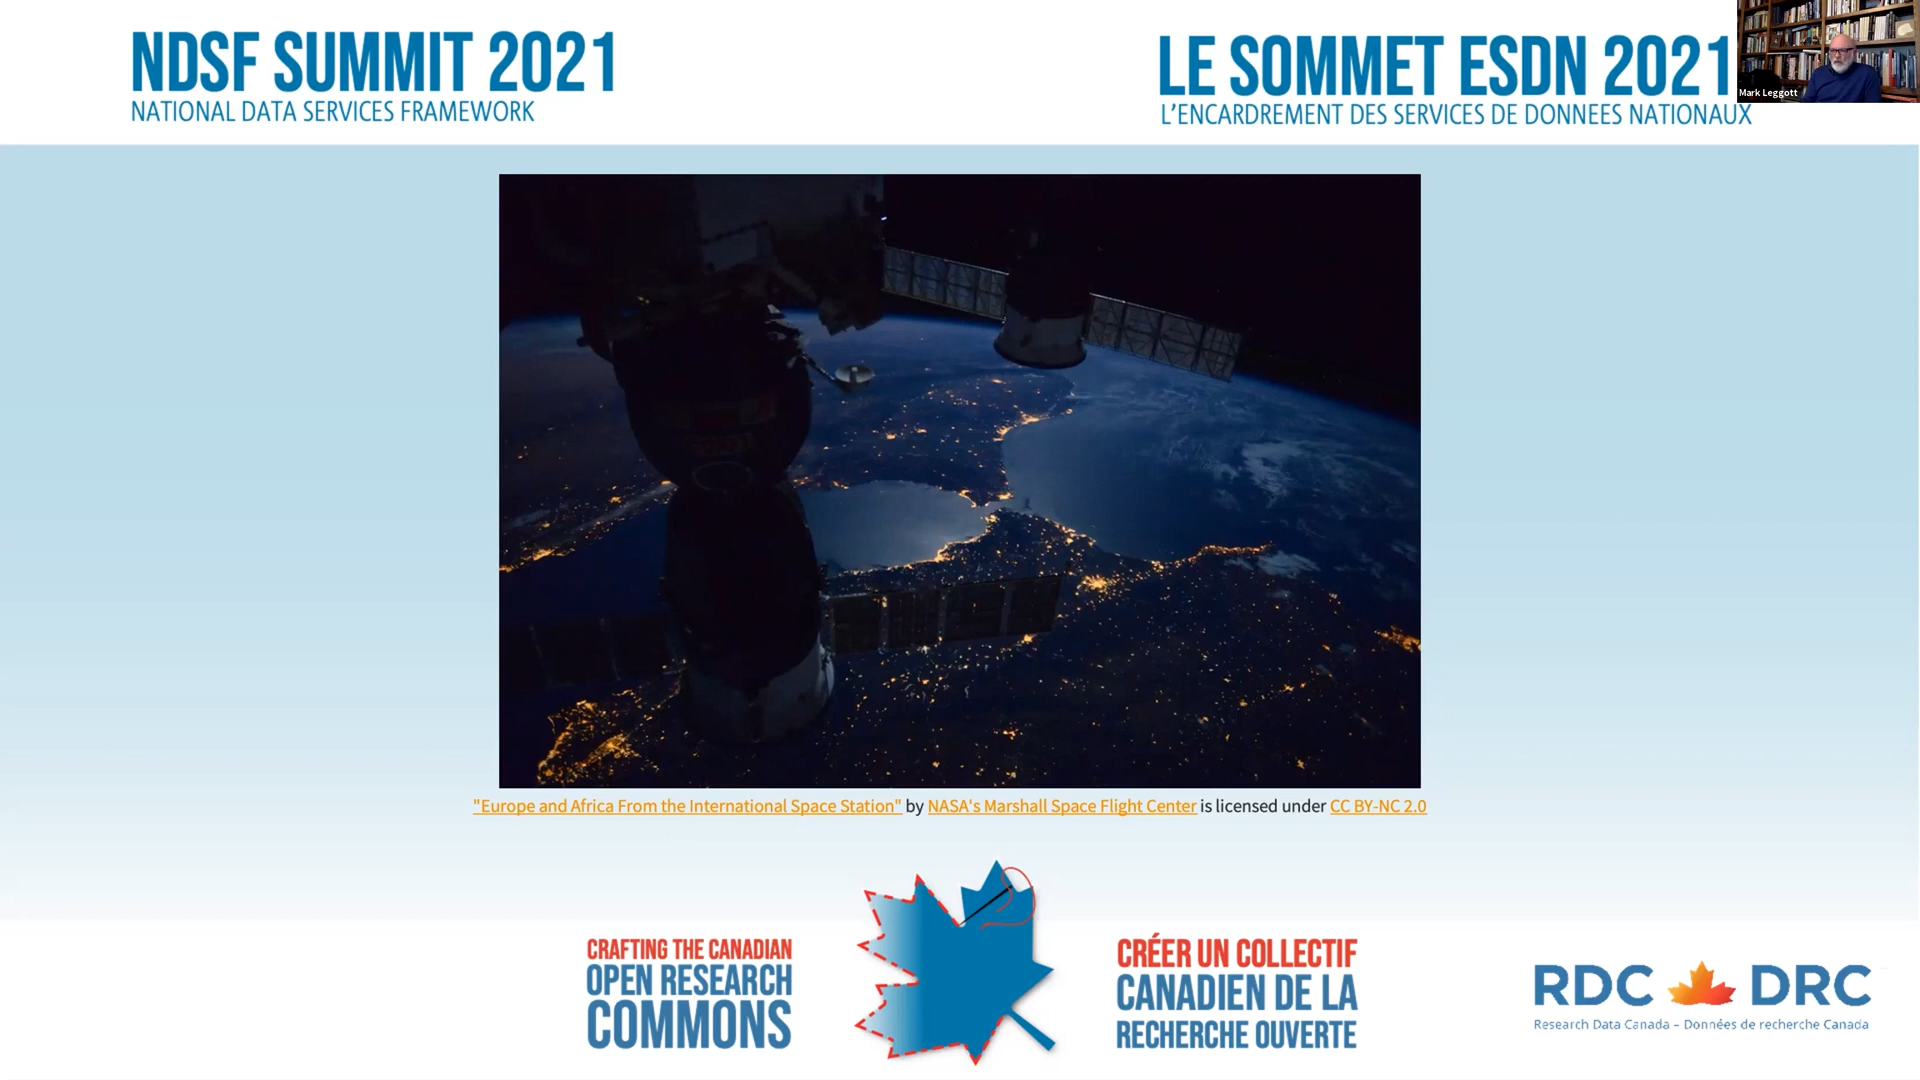 NDSF SUMMIT 2021
NATIONAL DATA SERVICES FRAMEWORK
LE SOMMET ESDN 2021
L'ENCARDREMENT DES SERVICES DE DONNEES NATIONAUX
Mark Leggott
"Europe and Africa From the International Space Station" by NASA's Marshall Space Flight Center is licensed under CC BY-NC 2.0
CRAFTING THE CANADIAN
OPEN RESEARCH
COMMONS
CRÉER UN COLLECTIF
CANADIEN DE LA
RECHERCHE OUVERTE
RDC DRC
Research Data Canada – Données de recherche Canada